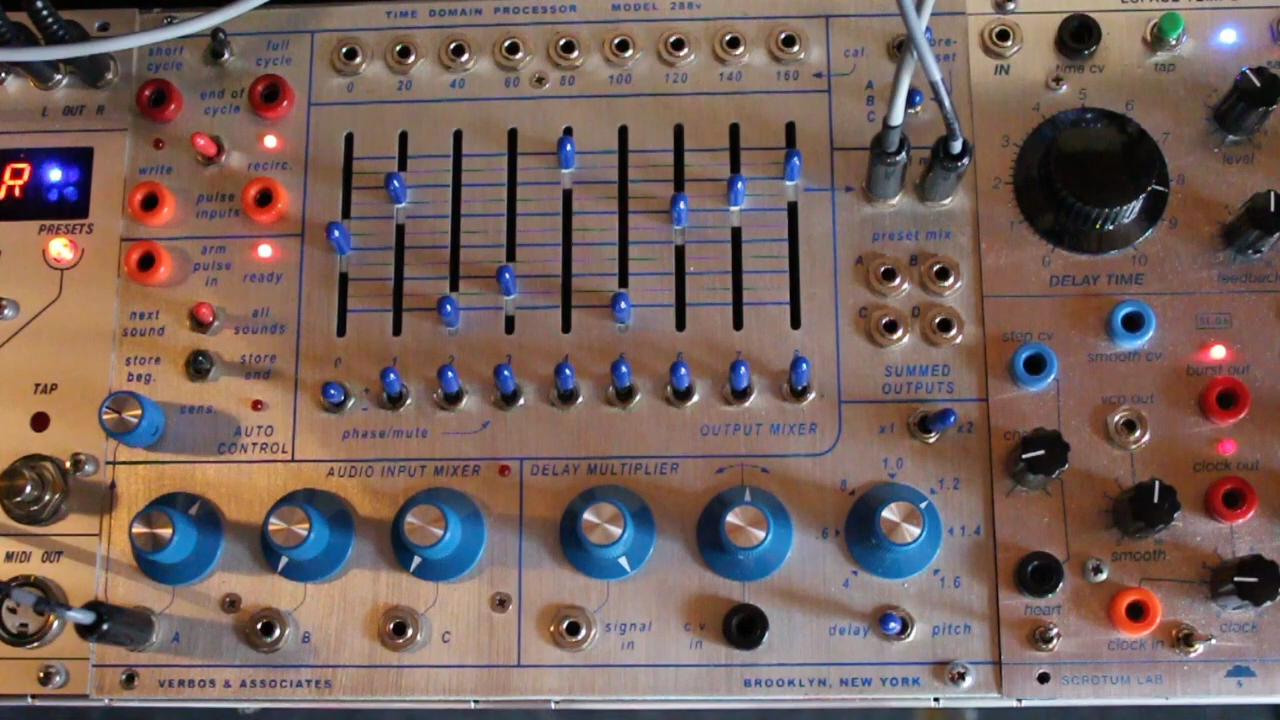 TIME DOMAIN PROCESSOR MODEL 288v
short cycle
full cycle
end of cycle
write
recirc.
pulse inputs
arm pulse in
ready
next sound
all sounds
store beg.
store end
sens.
AUTO CONTROL
L OUT R
R
PRESETS
TAP
MIDI OUT
0 20 40 60 80 100 120 140 160
cal.
A
B
C
0 1 2 3 4 5 6 7 8
+
-
phase/mute
OUTPUT MIXER
preset mix
A B
C D
SUMMED OUTPUTS
x1 x2
AUDIO INPUT MIXER
DELAY MULTIPLIER
.4 .6 .8 1.0 1.2 1.4 1.6
A B C
signal in
c.v. in
delay pitch
VERBOS & ASSOCIATES
BROOKLYN, NEW YORK
IN
time cv
tap
level
feedback
0 1 2 3 4 5 6 7 8 9 10
DELAY TIME
step cv
smooth cv
burst out
vco out
clock out
smooth
heart
clock in
clock
SCROTUM LAB